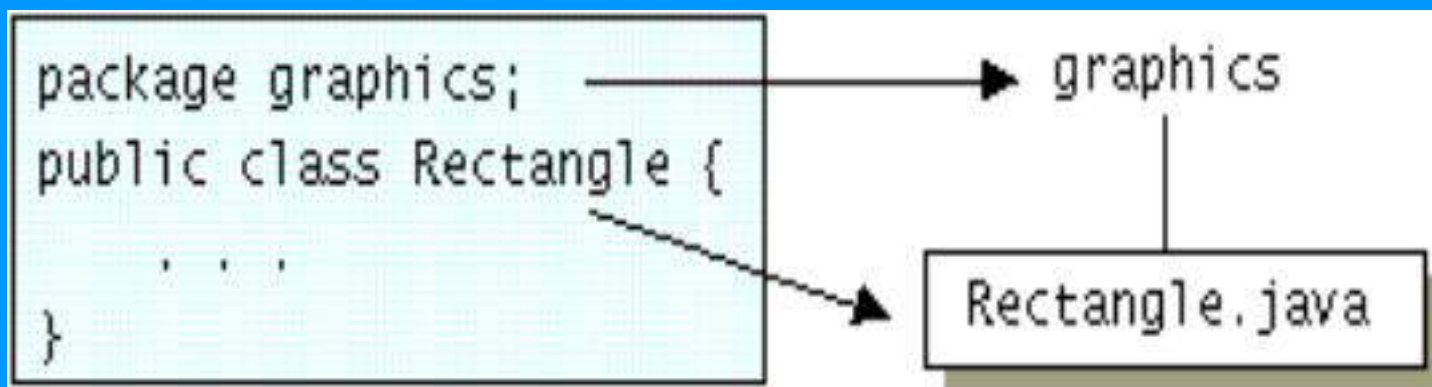 package graphics;
public class Rectangle {
. . .
}
graphics
Rectangle.java